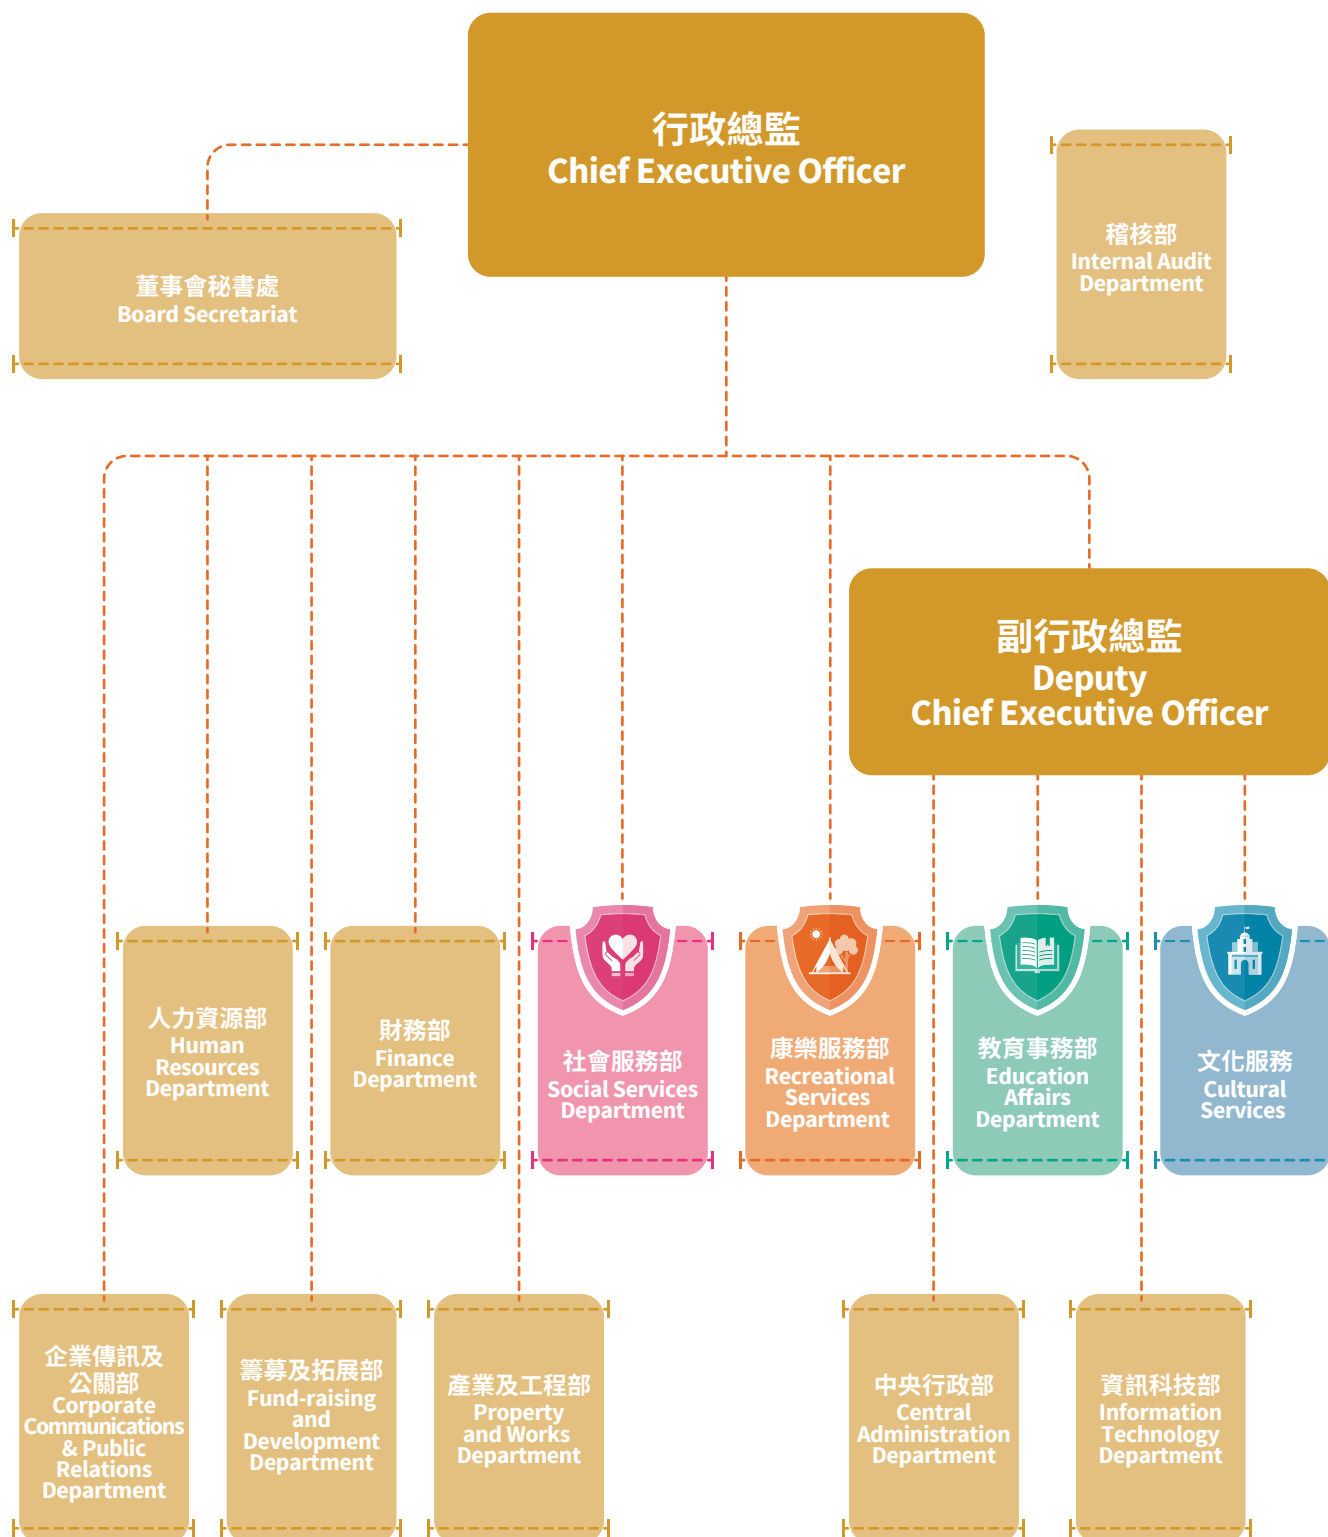 行政總監
Chief Executive Officer
董事會秘書處
Board Secretariat
稽核部
Internal Audit
Department
副行政總監
Deputy
Chief Executive Officer
人力資源部
Human
Resources
Department
財務部
Finance
Department
社會服務部
Social Services
Department
康樂服務部
Recreational
Services
Department
教育事務部
Education
Affairs
Department
文化服務
Cultural
Services
企業傳訊及
公關部
Corporate
Communications
& Public
Relations
Department
籌募及拓展部
Fund-raising
and
Development
Department
產業及工程部
Property
and Works
Department
中央行政部
Central
Administration
Department
資訊科技部
Information
Technology
Department